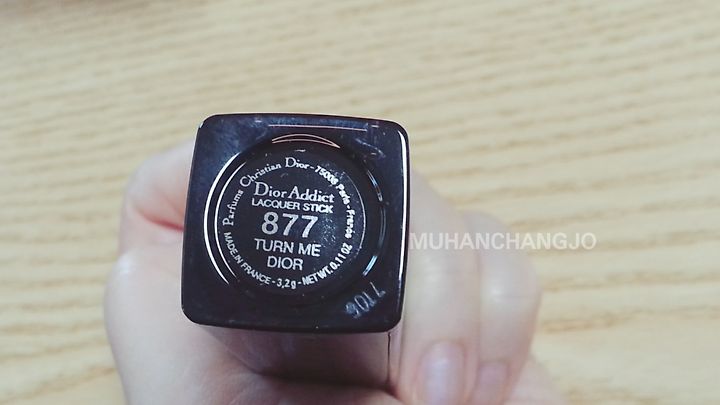 Parfums Christian Dior - 75008 Paris - France
Dior Addict
LACQUER STICK
877
TURN ME
DIOR
MADE IN FRANCE - 3,2 g - NET WT. 0.11 OZ
MUHANCHANGJO